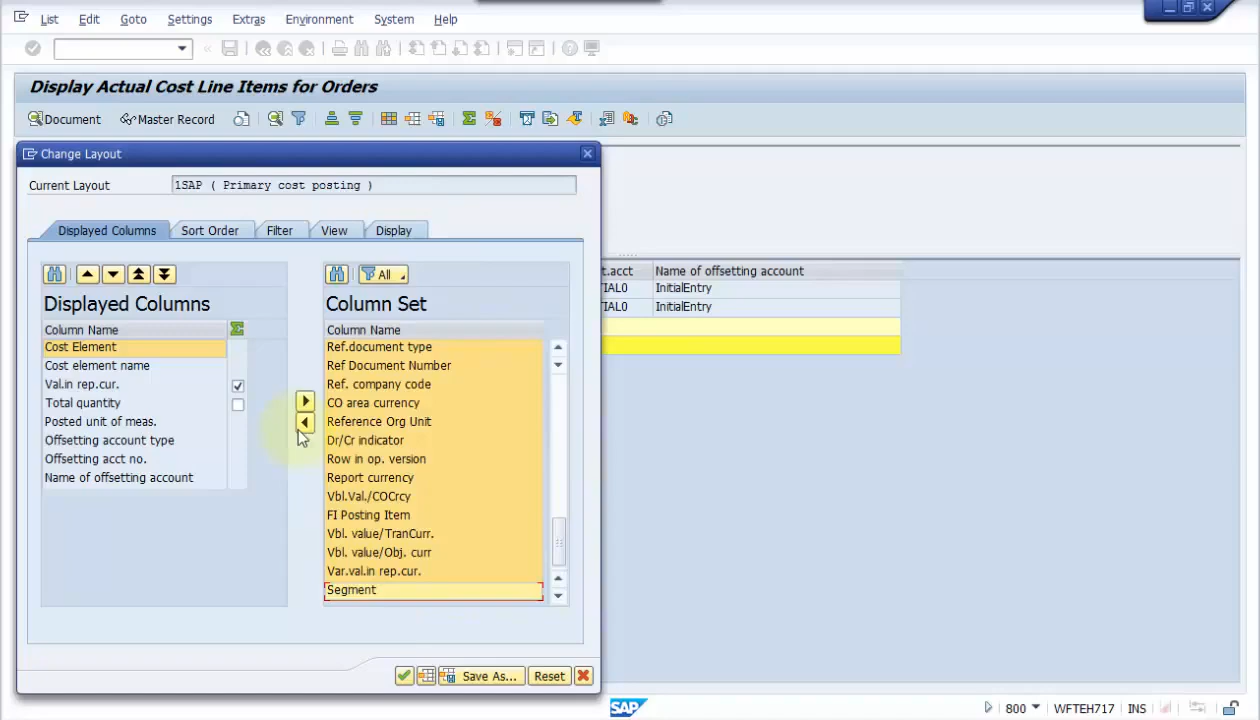 List Edit Goto Settings Extras Environment System Help
Display Actual Cost Line Items for Orders
Document Master Record
Change Layout
Current Layout 1SAP ( Primary cost posting )
Displayed Columns Sort Order Filter View Display
All
Displayed Columns
Column Name
Cost Element
Cost element name
Val.in rep.cur.
Total quantity
Posted unit of meas.
Offsetting account type
Offsetting acct no.
Name of offsetting account
Column Set
Column Name
Ref.document type
Ref Document Number
Ref. company code
CO area currency
Reference Org Unit
Dr/Cr indicator
Row in op. version
Report currency
Vbl.Val./COCrcy
FI Posting Item
Vbl. value/TranCurr.
Vbl. value/Obj. curr
Var.val.in rep.cur.
Segment
Save As... Reset
t.acct Name of offsetting account
TIAL0 InitialEntry
TIAL0 InitialEntry
SAP 800 WFTEH717 INS